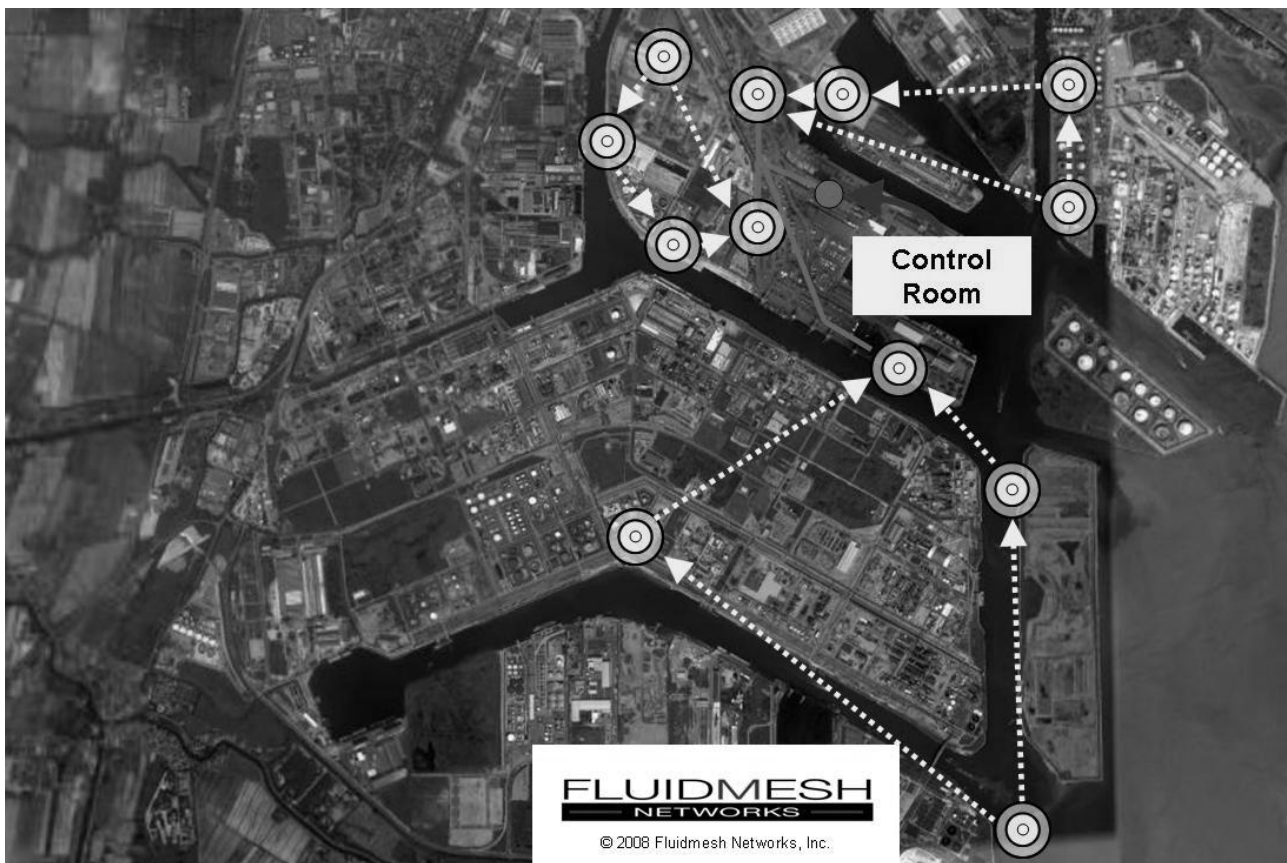 Control
Room
FLUIDMESH
NETWORKS
© 2008 Fluidmesh Networks, Inc.